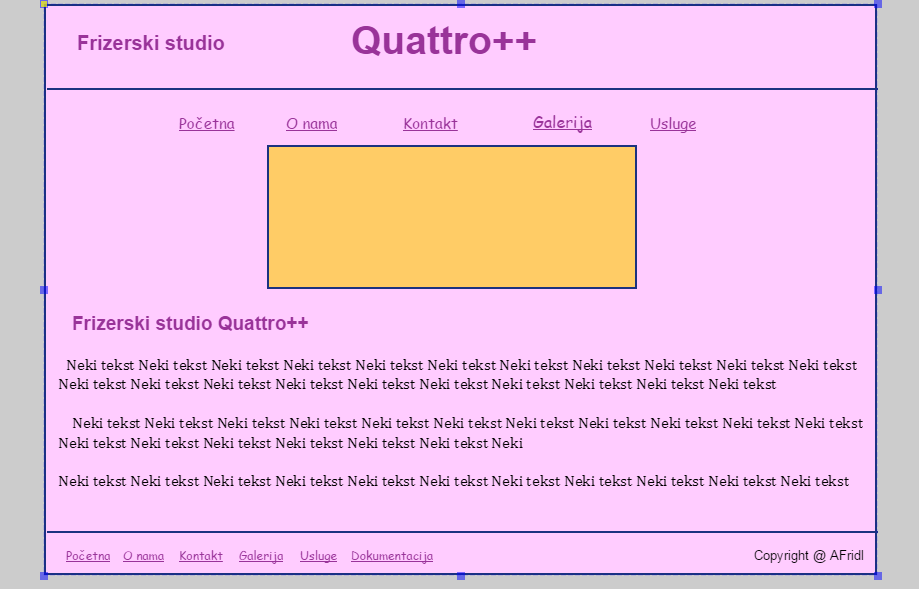 Frizerski studio Quattro++
Početna O nama Kontakt Galerija Usluge
Frizerski studio Quattro++
Neki tekst Neki tekst Neki tekst Neki tekst Neki tekst Neki tekst Neki tekst Neki tekst Neki tekst Neki tekst Neki tekst
Neki tekst Neki tekst Neki tekst Neki tekst Neki tekst Neki tekst Neki tekst Neki tekst Neki tekst Neki tekst
Neki tekst Neki tekst Neki tekst Neki tekst Neki tekst Neki tekst Neki tekst Neki tekst Neki tekst Neki tekst Neki tekst
Neki tekst Neki tekst Neki tekst Neki tekst Neki tekst Neki tekst Neki
Neki tekst Neki tekst Neki tekst Neki tekst Neki tekst Neki tekst Neki tekst Neki tekst Neki tekst Neki tekst Neki tekst
Početna O nama Kontakt Galerija Usluge Dokumentacija Copyright @ AFridl